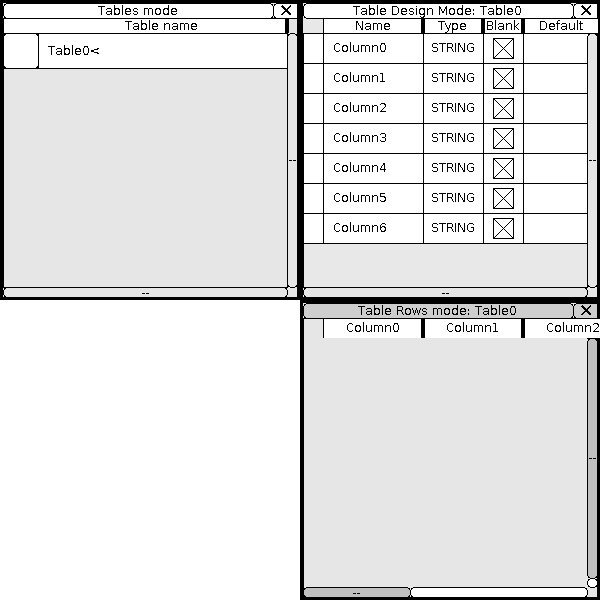 Tables mode
Table name
Table0<
--
--
Table Design Mode: Table0
Name Type Blank Default
Column0 STRING
Column1 STRING
Column2 STRING
Column3 STRING
Column4 STRING
Column5 STRING
Column6 STRING
--
--
Table Rows mode: Table0
Column0 Column1 Column2
--
--